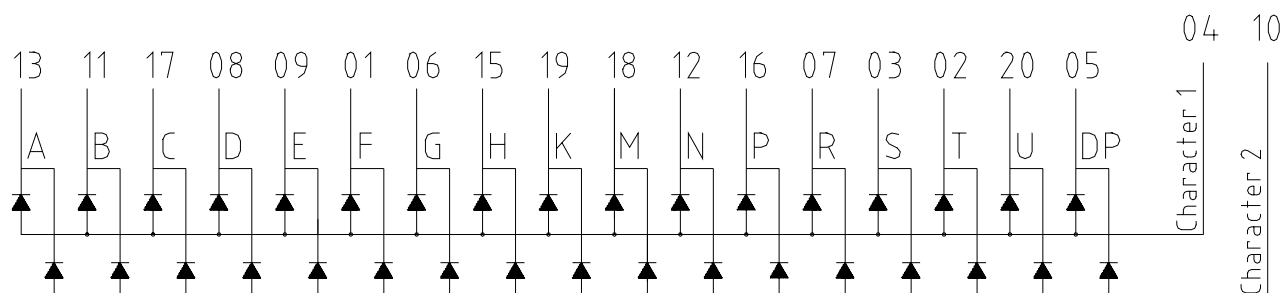 04 10
13 11 17 08 09 01 06 15 19 18 12 16 07 03 02 20 05
A B C D E F G H K M N P R S T U DP
Character 1
Character 2